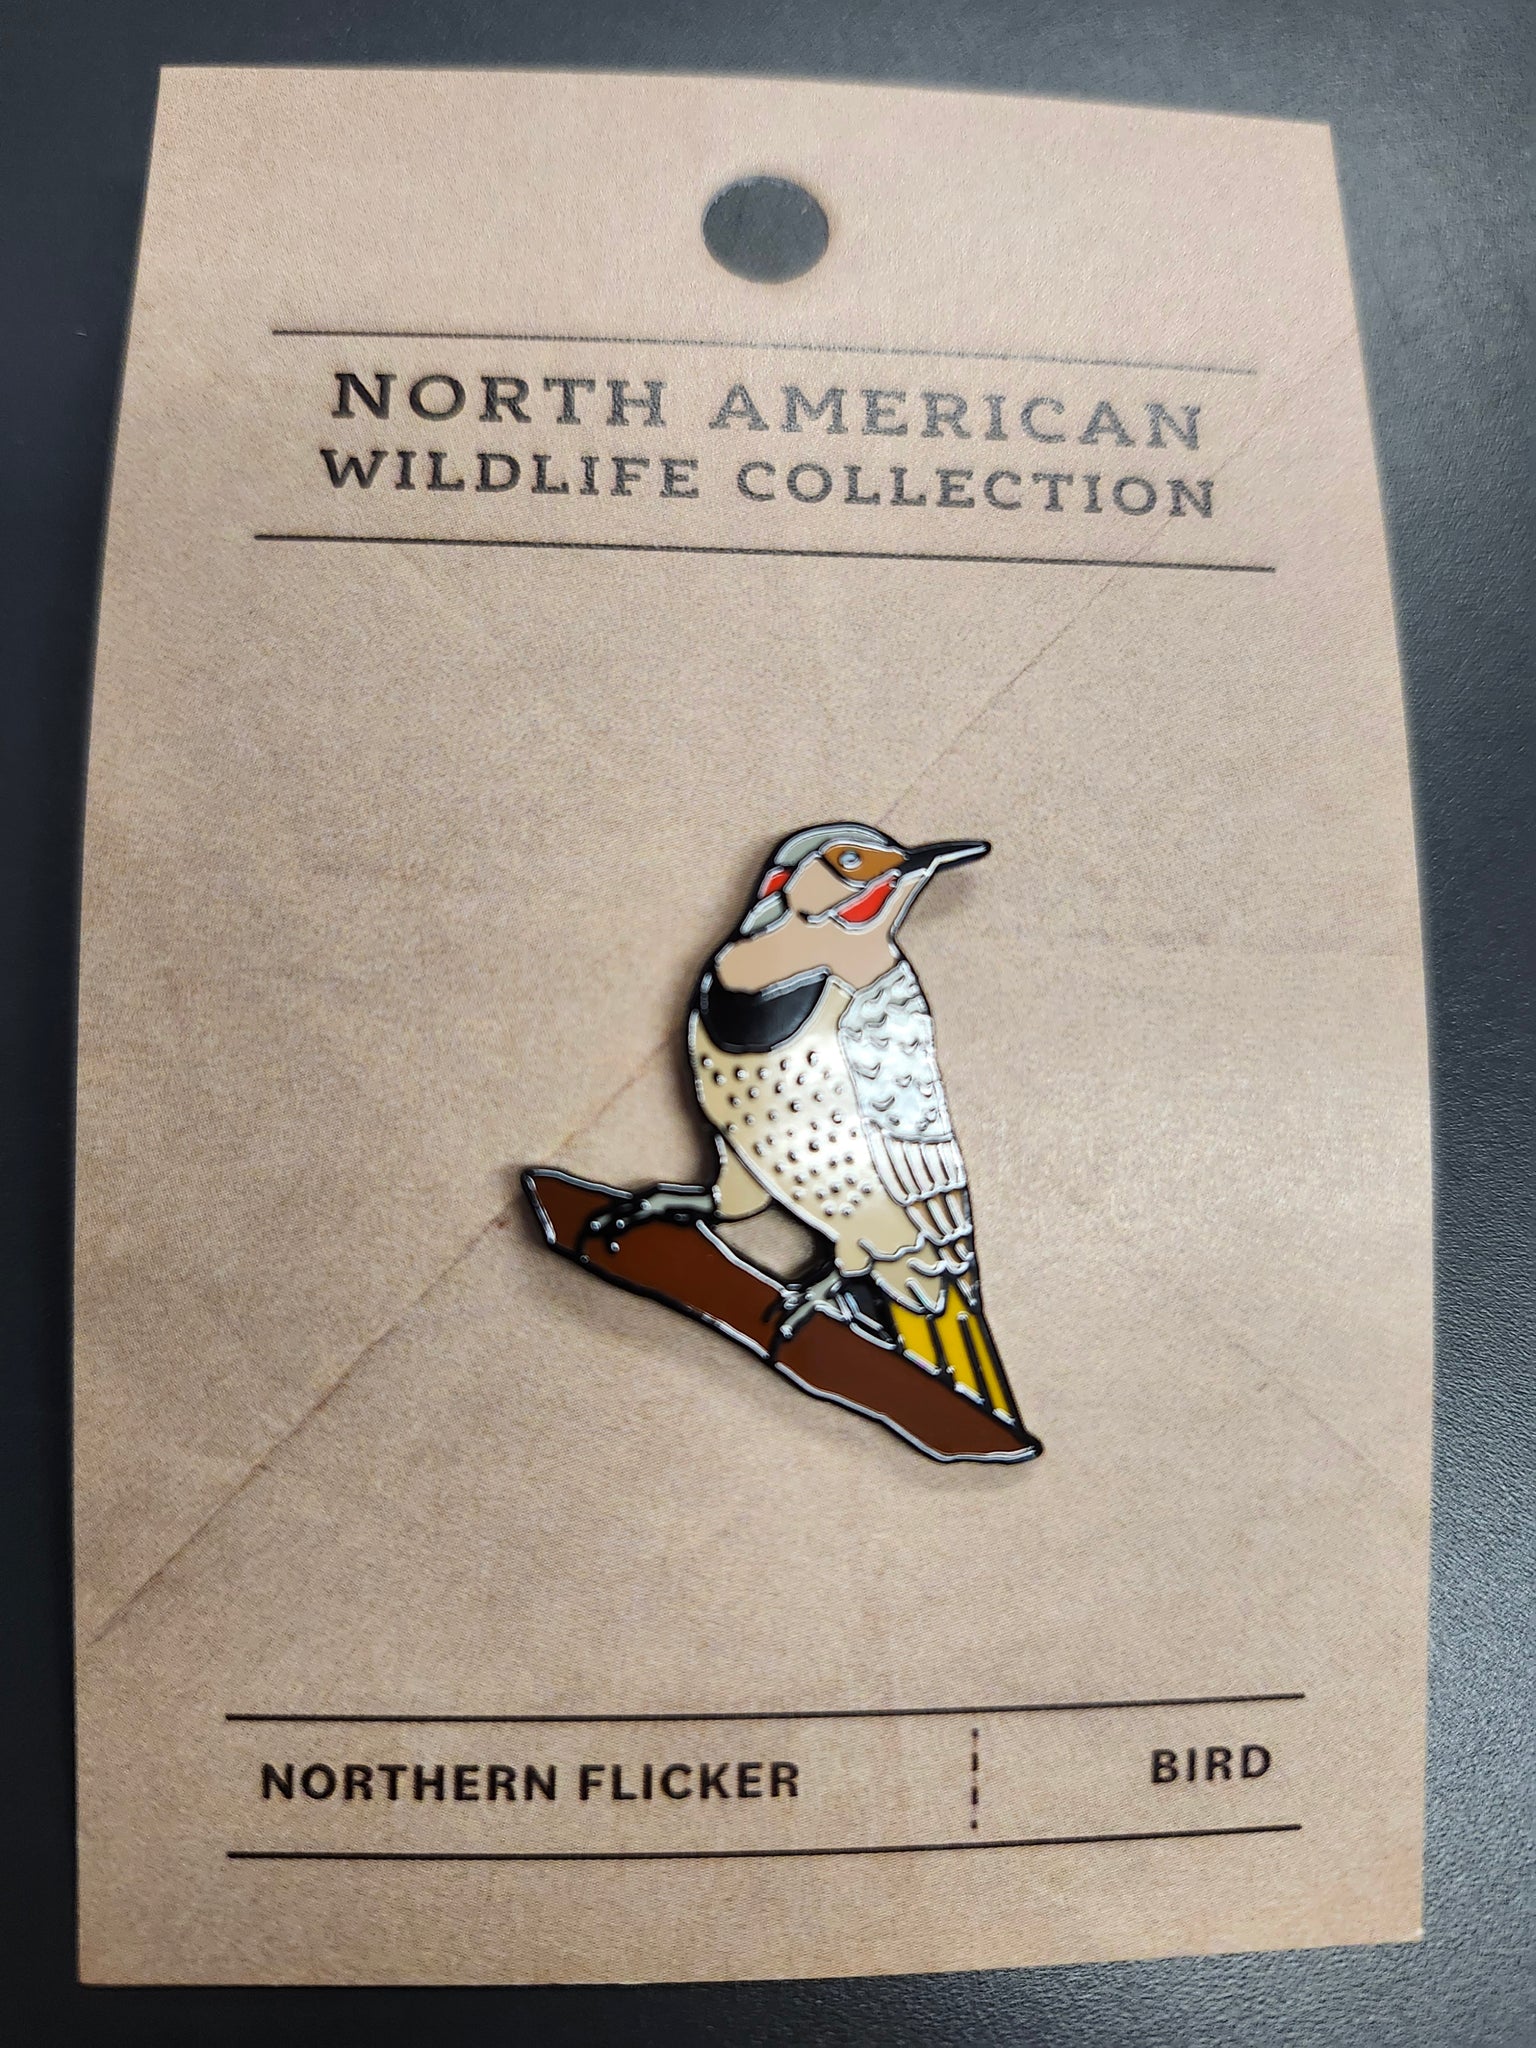 NORTH AMERICAN
WILDLIFE COLLECTION
NORTHERN FLICKER
BIRD